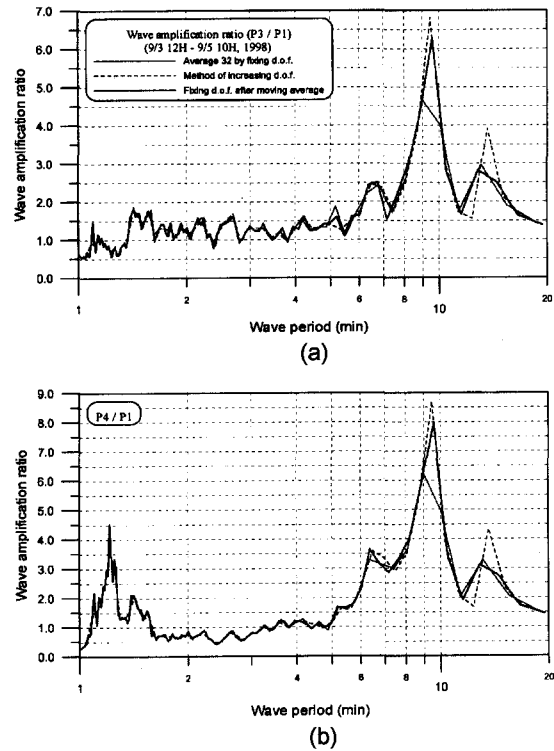 Wave amplification ratio (P3 / P1)
(9/3 12H - 9/5 10H, 1998)
Average 32 by fixing d.o.f.
Method of increasing d.o.f.
Fixing d.o.f. after moving average
Wave amplification ratio
7.0
6.0
5.0
4.0
3.0
2.0
1.0
0.0
1
2
4
6
8
10
20
Wave period (min)
(a)
P4 / P1
Wave amplification ratio
9.0
8.0
7.0
6.0
5.0
4.0
3.0
2.0
1.0
0.0
1
2
4
6
8
10
20
Wave period (min)
(b)